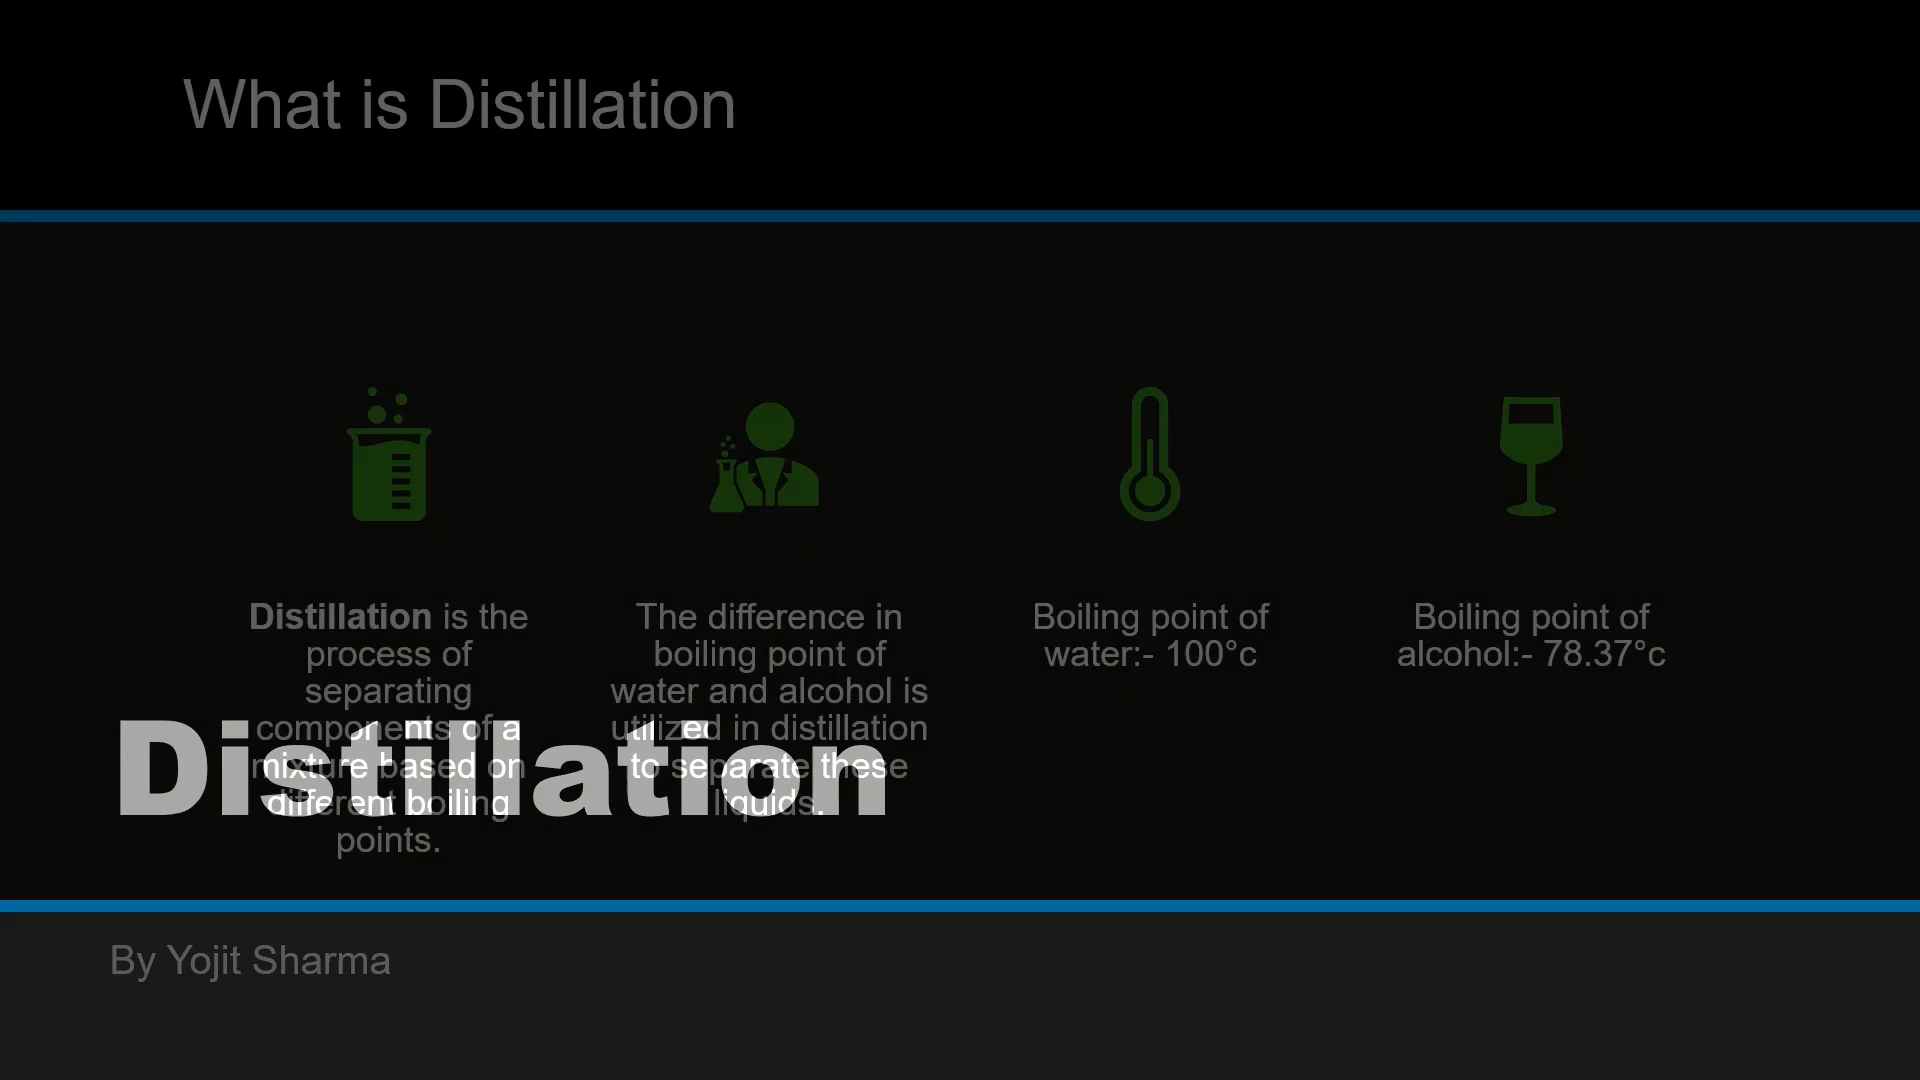 What is Distillation
Distillation is the
process of
separating
components of a
mixture based on
different boiling
points.
The difference in
boiling point of
water and alcohol is
utilized in distillation
to separate these
liquids.
Boiling point of
water:- 100°c
Boiling point of
alcohol:- 78.37°c
Distillation
By Yojit Sharma